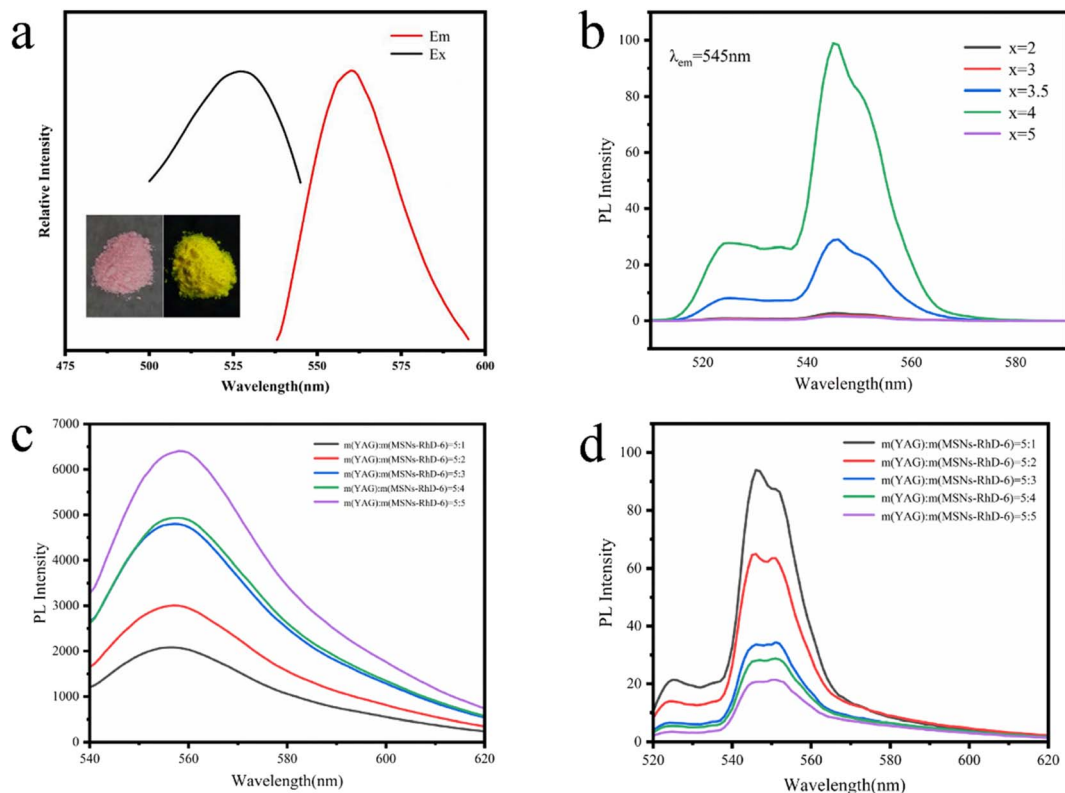 a
Em
Ex
Relative Intensity
475 500 525 550 575 600
Wavelength(nm)
b
λem=545nm
x=2
x=3
x=3.5
x=4
x=5
PL Intensity
100
80
60
40
20
0
520 540 560 580
Wavelength(nm)
c
m(YAG):m(MSNs-RhD-6)=5:1
m(YAG):m(MSNs-RhD-6)=5:2
m(YAG):m(MSNs-RhD-6)=5:3
m(YAG):m(MSNs-RhD-6)=5:4
m(YAG):m(MSNs-RhD-6)=5:5
PL Intensity
7000
6000
5000
4000
3000
2000
1000
0
540 560 580 600 620
Wavelength(nm)
d
m(YAG):m(MSNs-RhD-6)=5:1
m(YAG):m(MSNs-RhD-6)=5:2
m(YAG):m(MSNs-RhD-6)=5:3
m(YAG):m(MSNs-RhD-6)=5:4
m(YAG):m(MSNs-RhD-6)=5:5
PL Intensity
100
80
60
40
20
0
520 540 560 580 600 620
Wavelength(nm)